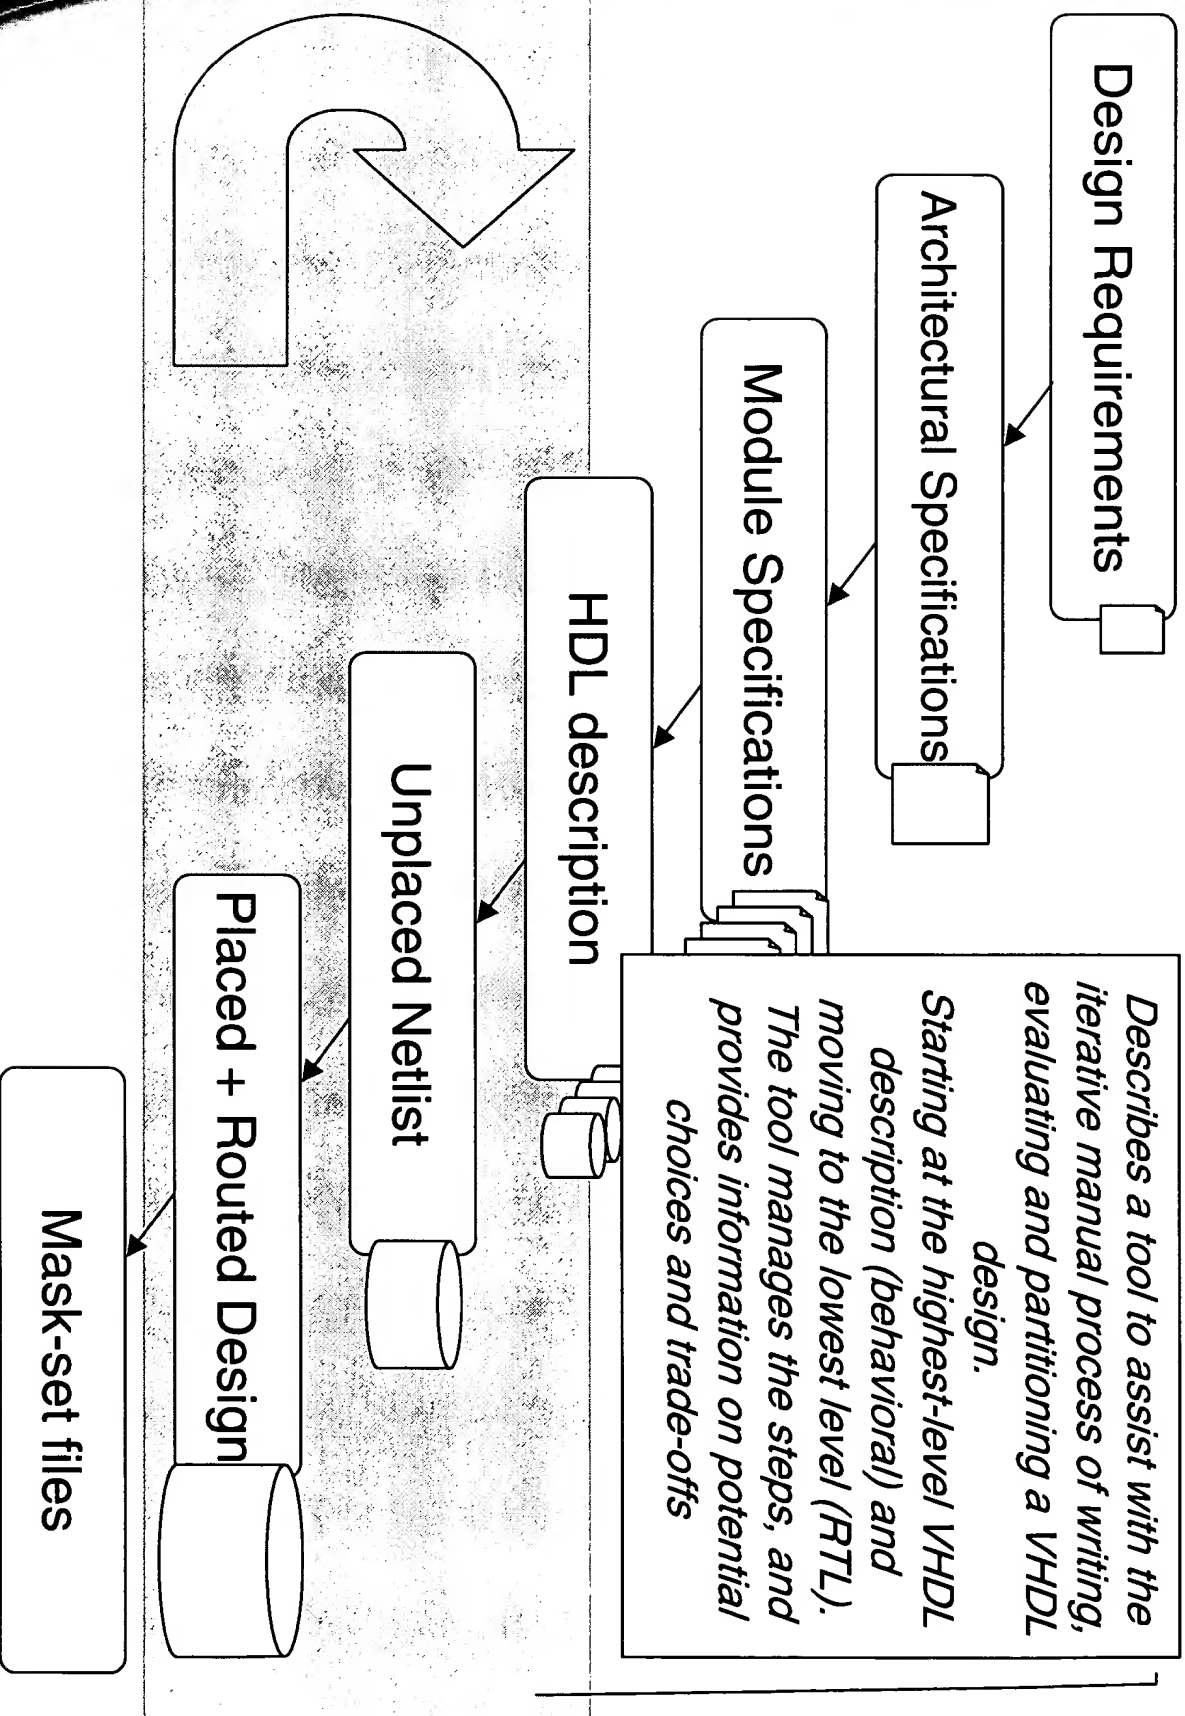 Design Requirements
Architectural Specifications
Module Specifications
HDL description
Unplaced Netlist
Placed + Routed Design
Mask-set files
Describes a tool to assist with the
iterative manual process of writing,
evaluating and partitioning a VHDL
design.
Starting at the highest-level VHDL
description (behavioral) and
moving to the lowest level (RTL).
The tool manages the steps, and
provides information on potential
choices and trade-offs